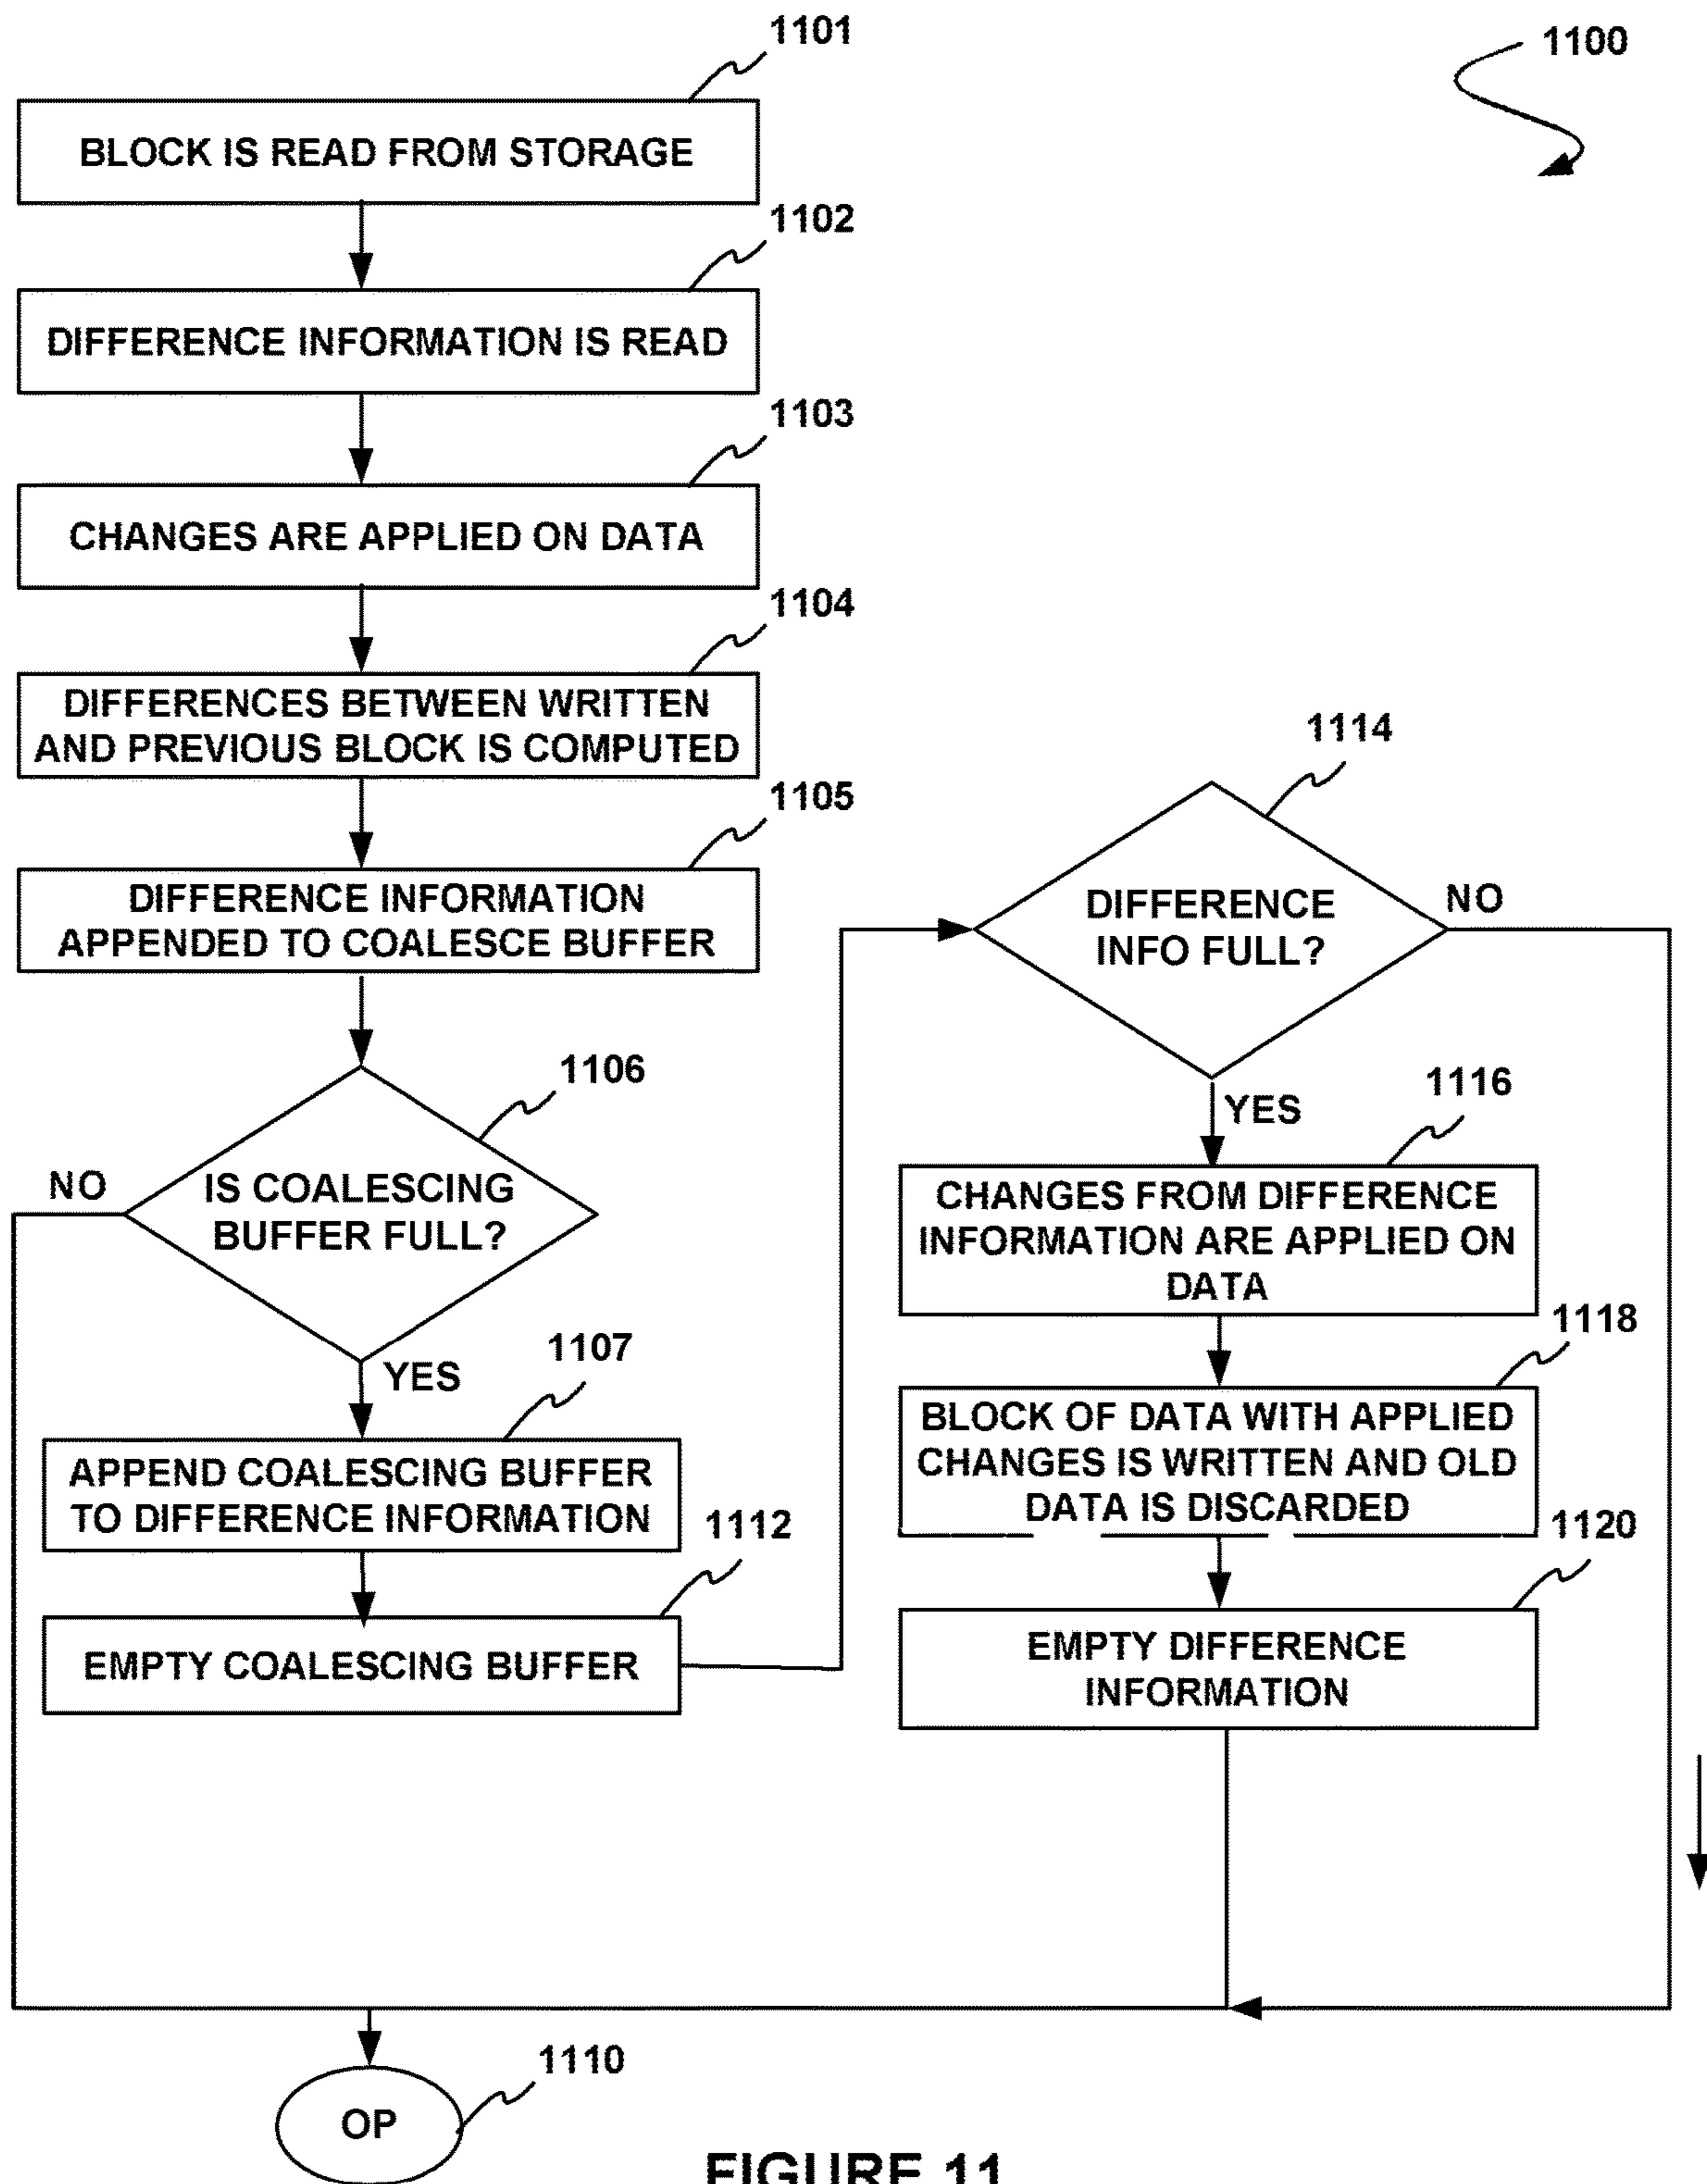 1101
1100
BLOCK IS READ FROM STORAGE
1102
DIFFERENCE INFORMATION IS READ
1103
CHANGES ARE APPLIED ON DATA
1104
DIFFERENCES BETWEEN WRITTEN
AND PREVIOUS BLOCK IS COMPUTED
1105
DIFFERENCE INFORMATION
APPENDED TO COALESCE BUFFER
1106
IS COALESCING
BUFFER FULL?
NO
YES
1107
APPEND COALESCING BUFFER
TO DIFFERENCE INFORMATION
1112
EMPTY COALESCING BUFFER
1114
DIFFERENCE
INFO FULL?
NO
YES
1116
CHANGES FROM DIFFERENCE
INFORMATION ARE APPLIED ON
DATA
1118
BLOCK OF DATA WITH APPLIED
CHANGES IS WRITTEN AND OLD
DATA IS DISCARDED
1120
EMPTY DIFFERENCE
INFORMATION
1110
OP
FIGURE 11